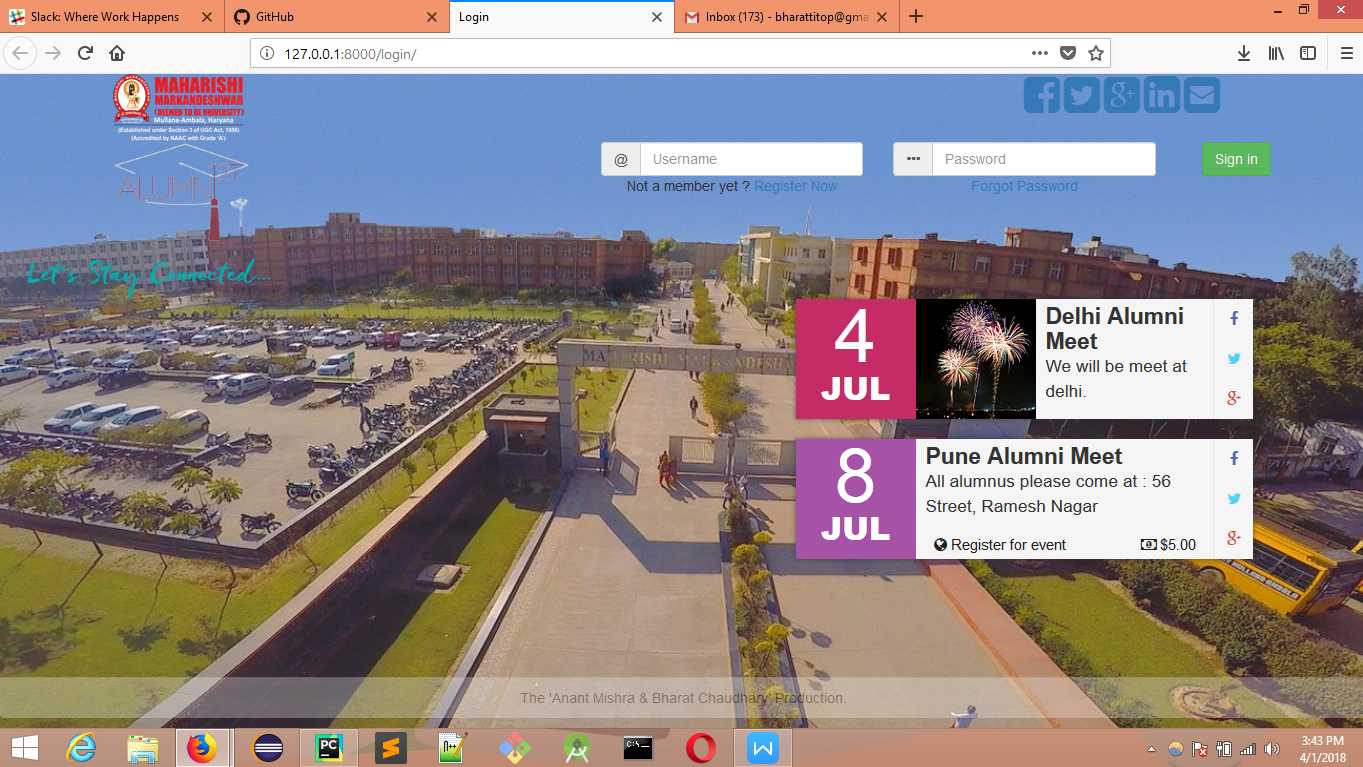 Slack: Where Work Happens
GitHub
Login
Inbox (173) - bharattitop@gma
127.0.0.1:8000/login/
MAHARISHI
MARKANDESHWAR
(DEEMED TO BE UNIVERSITY)
Mullana-Ambala, Haryana
(Established under Section 3 of UGC Act, 1956)
(Accredited by NAAC with Grade 'A')
ALUMNI
@ Username
Password
Sign in
Not a member yet ? Register Now
Forgot Password
Let's Stay Connected...
MAHARISHI MARKANDESH
4
JUL
Delhi Alumni
Meet
We will be meet at
delhi.
8
JUL
Pune Alumni Meet
All alumnus please come at : 56
Street, Ramesh Nagar
Register for event
$5.00
The 'Anant Mishra & Bharat Chaudhary' Production.
3:43 PM
4/1/2018